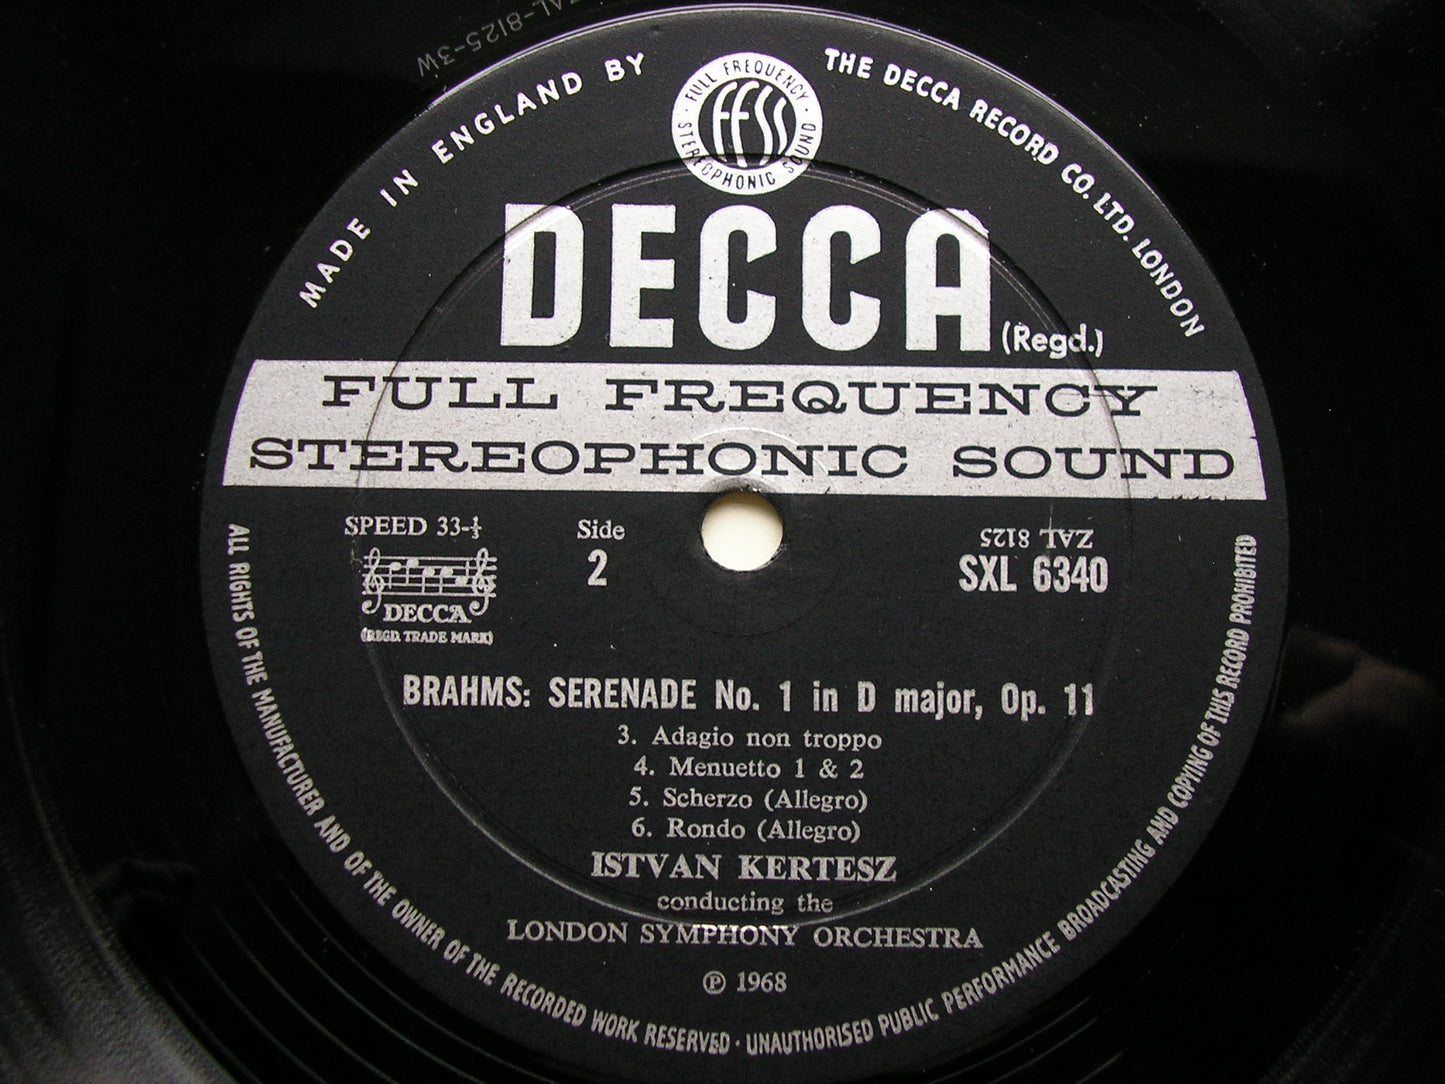 ZAL-8125-3W
MADE IN ENGLAND BY
THE DECCA RECORD CO. LTD. LONDON
FULL FREQUENCY
FFSS
STEREOPHONIC SOUND
DECCA
(Regd.)
FULL FREQUENCY
STEREOPHONIC SOUND
SPEED 33-⅓
Side
2
ZAL 8125
SXL 6340
DECCA
(REGD. TRADE MARK)
BRAHMS: SERENADE No. 1 in D major, Op. 11
3. Adagio non troppo
4. Menuetto 1 & 2
5. Scherzo (Allegro)
6. Rondo (Allegro)
ISTVAN KERTESZ
conducting the
LONDON SYMPHONY ORCHESTRA
℗ 1968
ALL RIGHTS OF THE MANUFACTURER AND OF THE OWNER OF THE RECORDED WORK RESERVED · UNAUTHORISED PUBLIC PERFORMANCE BROADCASTING AND COPYING OF THIS RECORD PROHIBITED